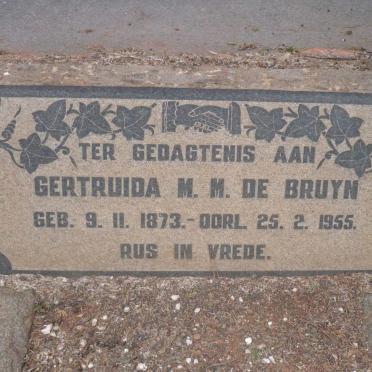 TER GEDAGTENIS AAN
GERTRUIDA M. M. DE BRUYN
GEB. 9. 11. 1873.-OORL. 25. 2. 1955.
RUS IN VREDE.